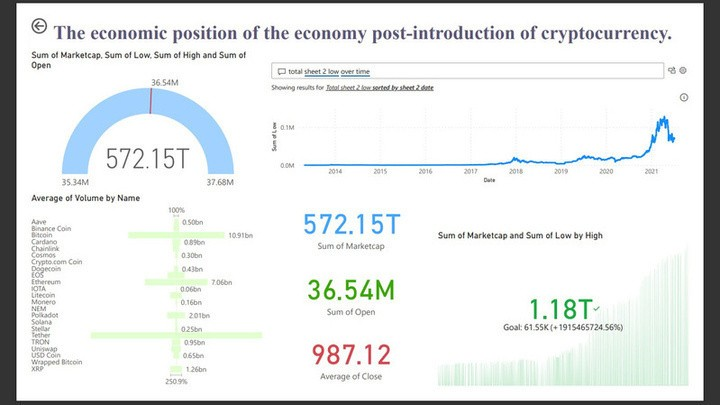 The economic position of the economy post-introduction of cryptocurrency.
Sum of Marketcap, Sum of Low, Sum of High and Sum of
Open
36.54M
572.15T
35.34M
37.68M
total sheet 2 low over time
Showing results for Total sheet 2 low sorted by sheet 2 date
Sum of Low
0.1M
0.0M
2014 2015 2016 2017 2018 2019 2020 2021
Date
Average of Volume by Name
100%
Aave 0.50bn
Binance Coin
Bitcoin 10.91bn
Cardano 0.89bn
Chainlink
Cosmos 0.30bn
Crypto.com Coin
Dogecoin 0.43bn
EOS
Ethereum 7.06bn
IOTA 0.06bn
Litecoin
Monero 0.16bn
NEM
Polkadot 2.01bn
Solana
Stellar 0.25bn
Tether
TRON 0.95bn
Uniswap
USD Coin 0.65bn
Wrapped Bitcoin
XRP 1.26bn
250.9%
572.15T
Sum of Marketcap
36.54M
Sum of Open
987.12
Average of Close
Sum of Marketcap and Sum of Low by High
1.18T
Goal: 61.55K (+1915465724.56%)